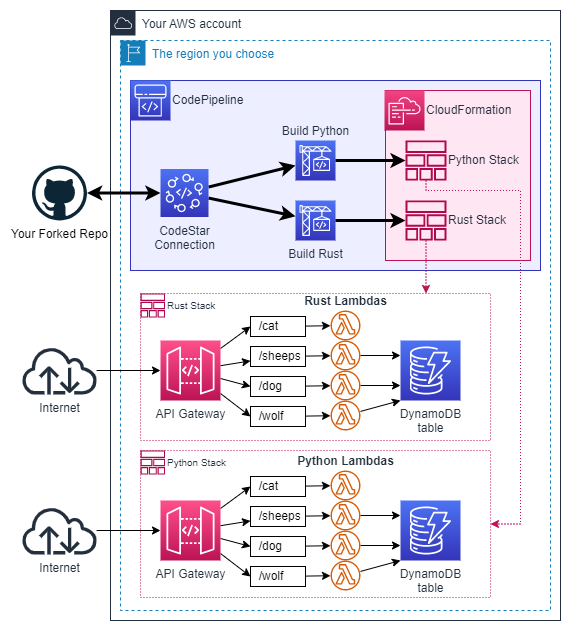 Your AWS account
The region you choose
CodePipeline
CloudFormation
Build Python
Python Stack
Your Forked Repo
CodeStar
Connection
Build Rust
Rust Stack
Rust Stack
Rust Lambdas
/cat
/sheeps
/dog
/wolf
Internet
API Gateway
DynamoDB
table
Python Stack
Python Lambdas
/cat
/sheeps
/dog
/wolf
Internet
API Gateway
DynamoDB
table